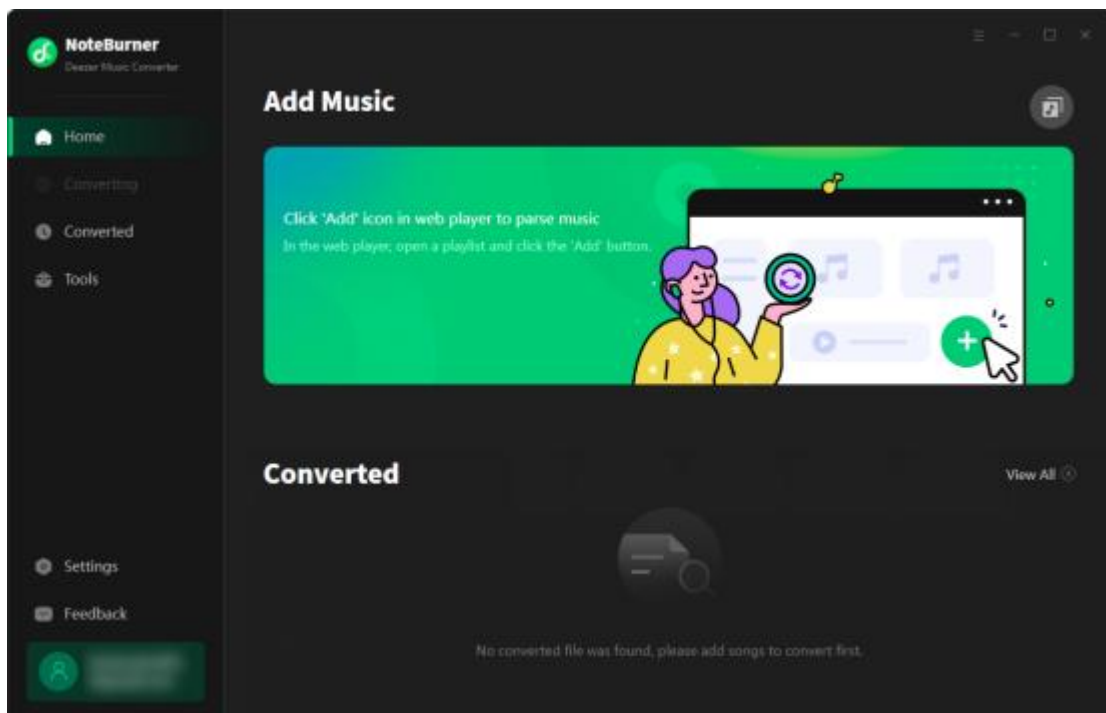 NoteBurner
Deezer Music Converter
Home
Converting
Converted
Tools
Settings
Feedback
Add Music
Click 'Add' icon in web player to parse music
In the web player, open a playlist and click the 'Add' button.
Converted
View All
No converted file was found, please add songs to convert first.